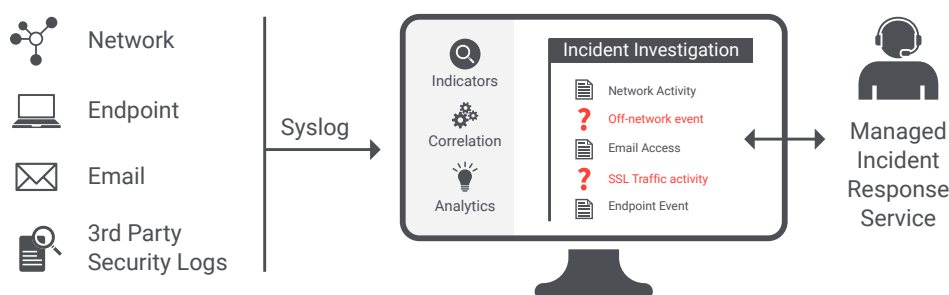 Network
Endpoint
Email
3rd Party
Security Logs
Syslog
Indicators
Correlation
Analytics
Incident Investigation
Network Activity
Off-network event
Email Access
SSL Traffic activity
Endpoint Event
Managed
Incident
Response
Service